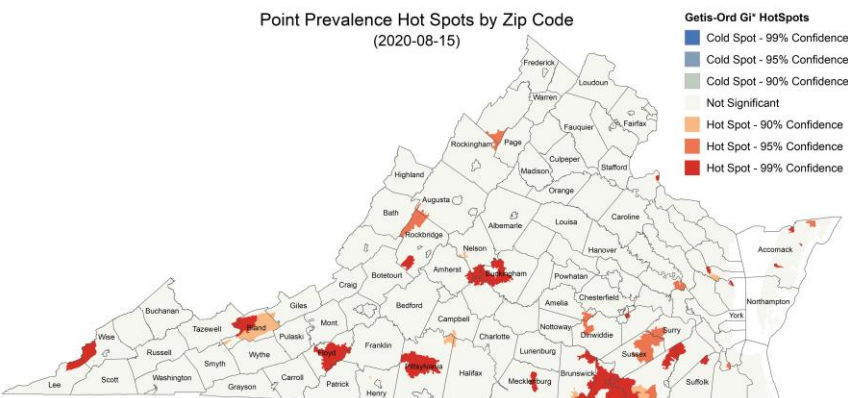 Point Prevalence Hot Spots by Zip Code
(2020-08-15)
Getis-Ord Gi* HotSpots
Cold Spot - 99% Confidence
Cold Spot - 95% Confidence
Cold Spot - 90% Confidence
Not Significant
Hot Spot - 90% Confidence
Hot Spot - 95% Confidence
Hot Spot - 99% Confidence
Frederick
Loudoun
Warren
Fauquier
Fairfax
Rockingham
Page
Culpeper
Madison
Stafford
Highland
Orange
Augusta
Bath
Albemarle
Louisa
Caroline
Rockbridge
Nelson
Hanover
Accomack
Botetourt
Amherst
Buckingham
Powhatan
Craig
Giles
Bedford
Amelia
Chesterfield
Northampton
Buchanan
Tazewell
Bland
Mont.
Campbell
Nottoway
Dinwiddie
Surry
York
Wise
Pulaski
Charlotte
Russell
Wythe
Floyd
Franklin
Lunenburg
Sussex
Smyth
Pittsylvania
Halifax
Brunswick
Lee
Scott
Washington
Grayson
Carroll
Patrick
Henry
Mecklenburg
Suffolk